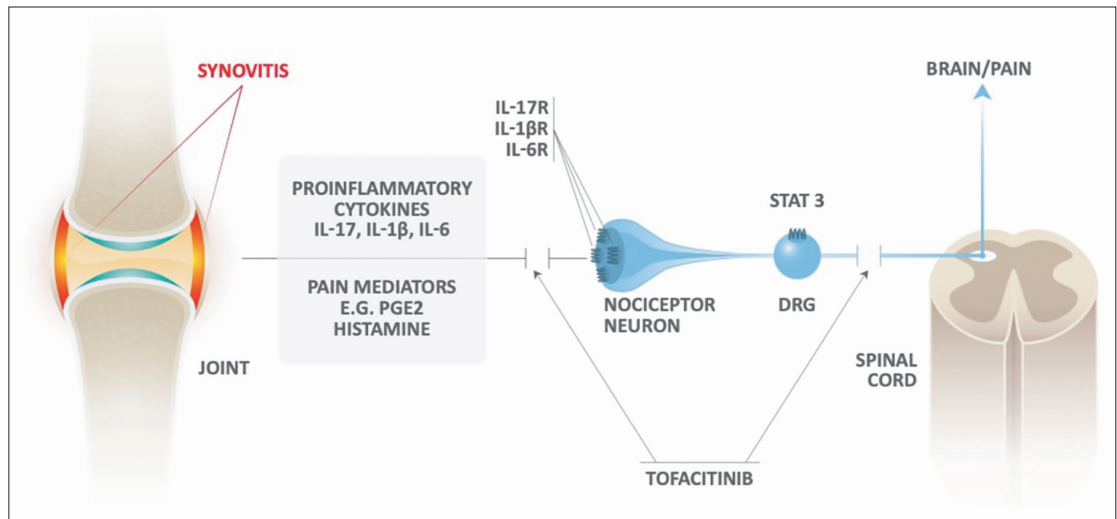 SYNOVITIS
JOINT
PROINFLAMMATORY
CYTOKINES
IL-17, IL-1β, IL-6
PAIN MEDIATORS
E.G. PGE2
HISTAMINE
IL-17R
IL-1βR
IL-6R
NOCICEPTOR
NEURON
STAT 3
DRG
TOFACITINIB
BRAIN/PAIN
SPINAL
CORD